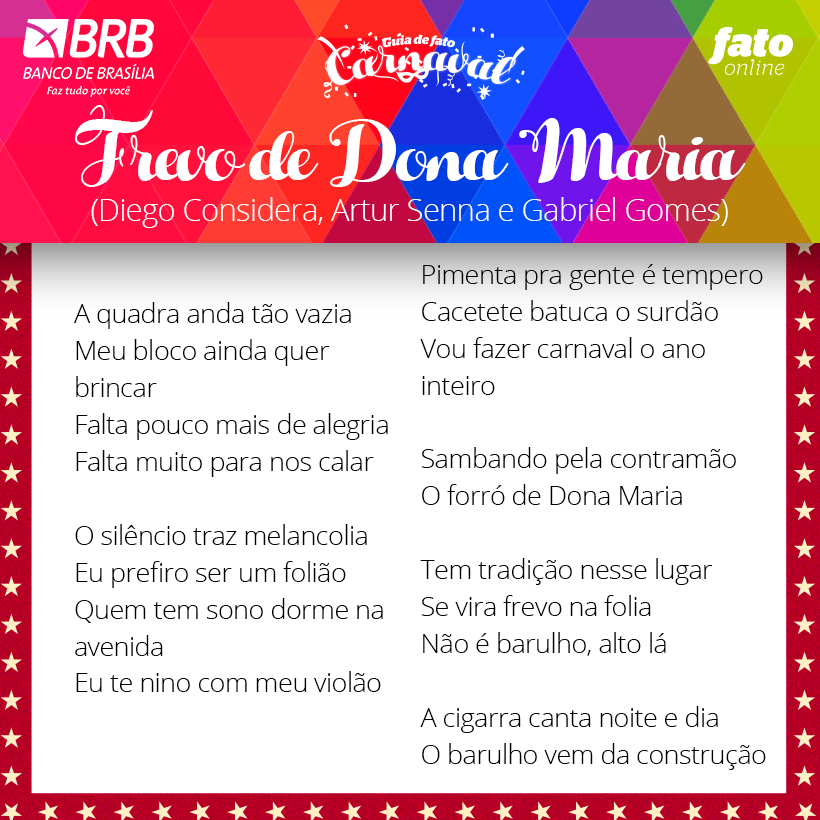 BRB
BANCO DE BRASÍLIA
Faz tudo por você
Guia de fato
Carnaval
fato
online
Frevo de Dona Maria
(Diego Considera, Artur Senna e Gabriel Gomes)
A quadra anda tão vazia
Meu bloco ainda quer
brincar
Falta pouco mais de alegria
Falta muito para nos calar
O silêncio traz melancolia
Eu prefiro ser um folião
Quem tem sono dorme na
avenida
Eu te nino com meu violão
Pimenta pra gente é tempero
Cacetete batuca o surdão
Vou fazer carnaval o ano
inteiro
Sambando pela contramão
O forró de Dona Maria
Tem tradição nesse lugar
Se vira frevo na folia
Não é barulho, alto lá
A cigarra canta noite e dia
O barulho vem da construção